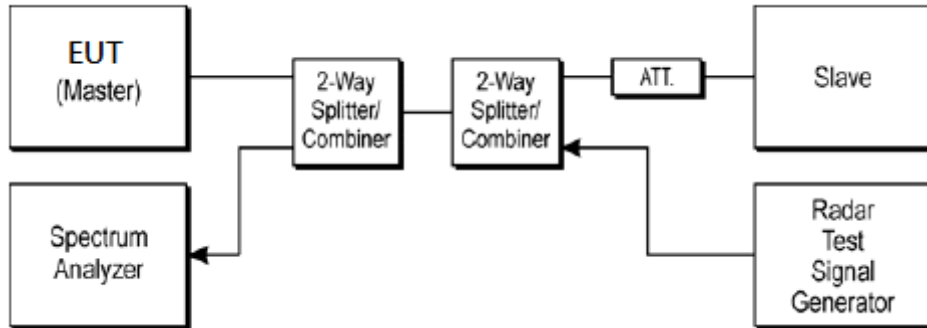 EUT
(Master)
2-Way
Splitter/
Combiner
2-Way
Splitter/
Combiner
ATT.
Slave
Spectrum
Analyzer
Radar
Test
Signal
Generator